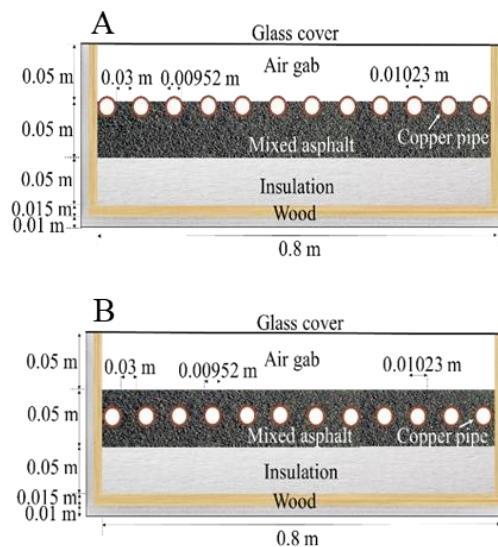 A
Glass cover
Air gab
0.05 m
0.03 m
0.00952 m
0.01023 m
0.05 m
Copper pipe
Mixed asphalt
0.05 m
Insulation
0.015 m
Wood
0.01 m
0.8 m
B
Glass cover
Air gab
0.05 m
0.03 m
0.00952 m
0.01023 m
0.05 m
Mixed asphalt
Copper pipe
0.05 m
Insulation
0.015 m
Wood
0.01 m
0.8 m